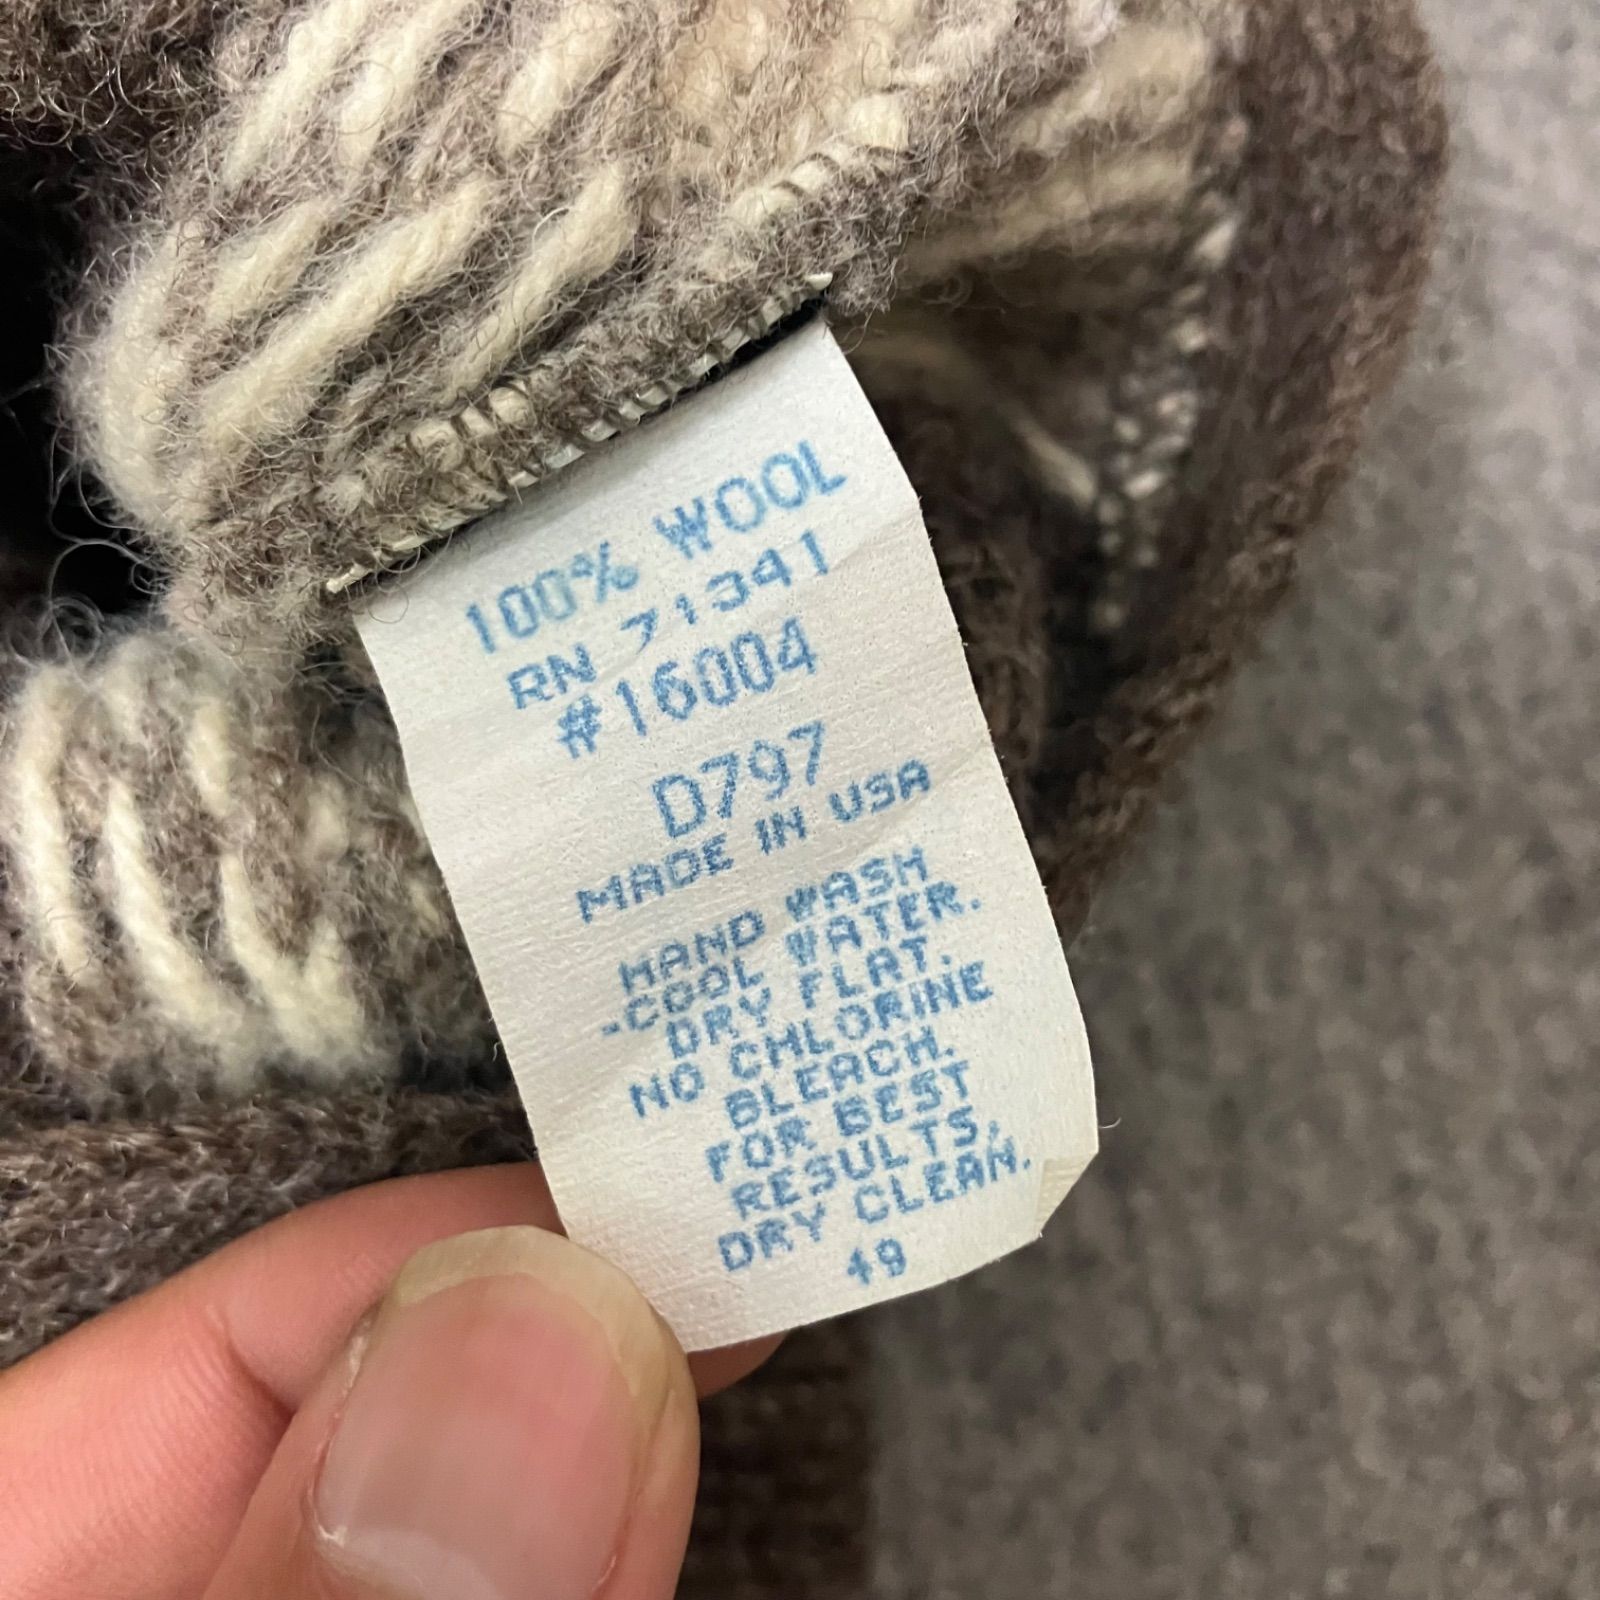 100% WOOL
RN 71341
#16004
D797
MADE IN USA
HAND WASH
-COOL WATER.
DRY FLAT.
NO CHLORINE
BLEACH.
FOR BEST
RESULTS,
DRY CLEAN.
49